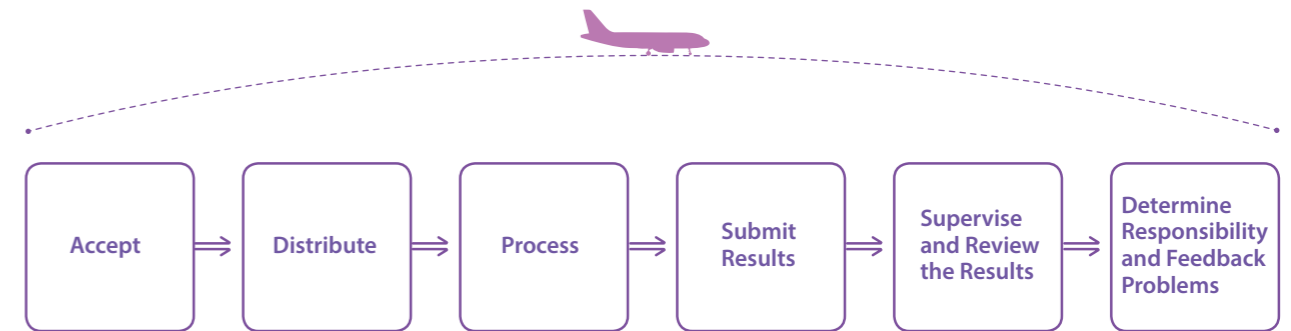 Accept
Distribute
Process
Submit
Results
Supervise
and Review
the Results
Determine
Responsibility
and Feedback
Problems